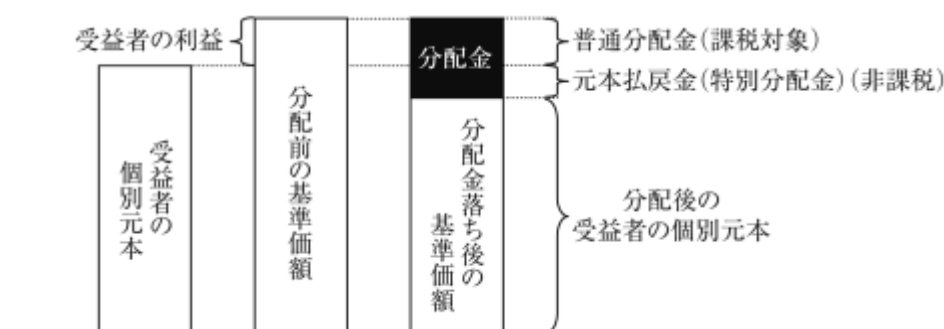 受益者の利益
分配金
普通分配金(課税対象)
元本払戻金(特別分配金)(非課税)
受益者の
個別元本
分配前の基準価額
分配金落ち後の
基準価額
分配後の
受益者の個別元本